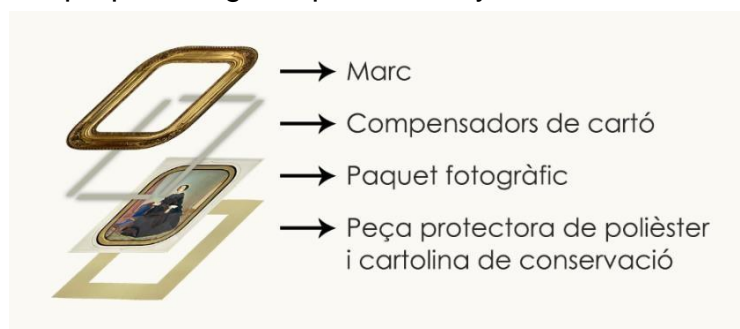 Marc
Compensadors de cartó
Paquet fotogràfic
Peça protectora de polièster
i cartolina de conservació